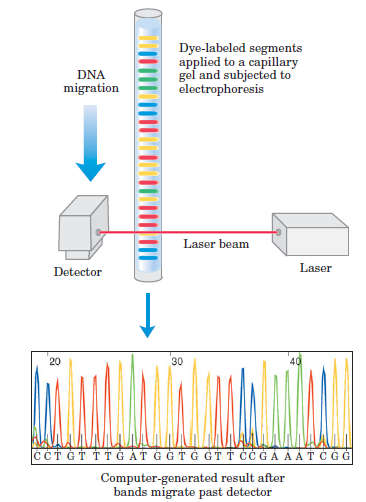 Dye-labeled segments
applied to a capillary
gel and subjected to
electrophoresis
DNA
migration
Laser beam
Detector
Laser
20 30 40
C C T G T T T G A T G G T G G T T C C G A A A T C G G
Computer-generated result after
bands migrate past detector